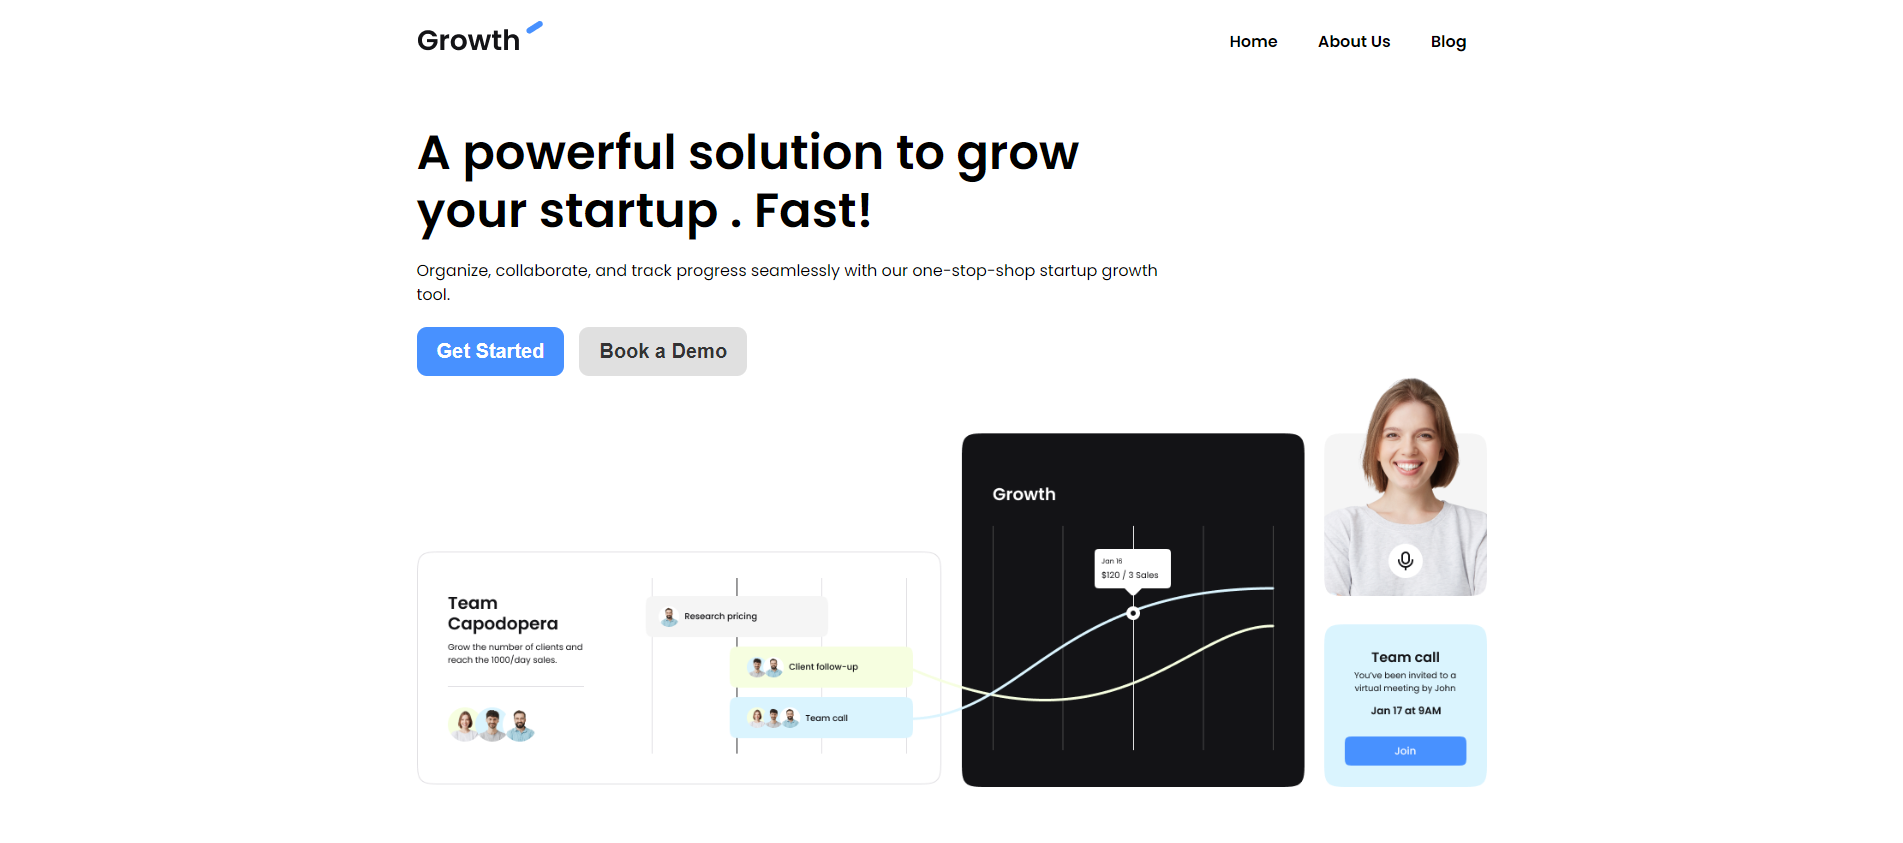 Growth
Home
About Us
Blog
A powerful solution to grow
your startup . Fast!
Organize, collaborate, and track progress seamlessly with our one-stop-shop startup growth
tool.
Get Started
Book a Demo
Team
Capodopera
Grow the number of clients and
reach the 1000/day sales.
Research pricing
Client follow-up
Team call
Growth
Jan 16
$120 / 3 Sales
Team call
You've been invited to a
virtual meeting by John
Jan 17 at 9AM
Join